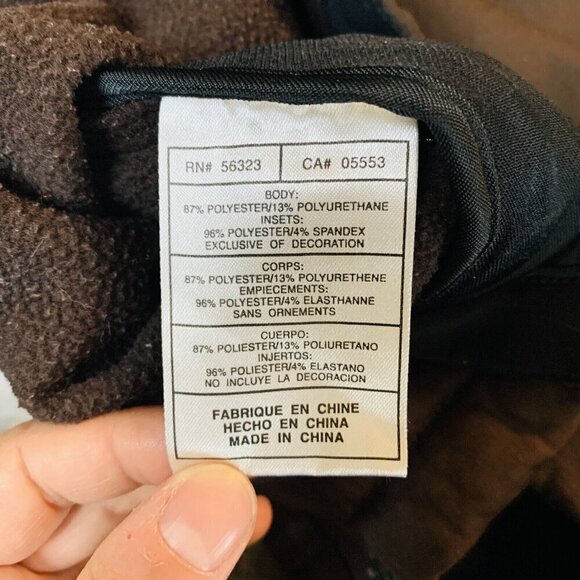 RN# 56323 CA# 05553
BODY:
87% POLYESTER/13% POLYURETHANE
INSETS:
96% POLYESTER/4% SPANDEX
EXCLUSIVE OF DECORATION
CORPS:
87% POLYESTER/13% POLYURETHENE
EMPIECEMENTS:
96% POLYESTER/4% ELASTHANNE
SANS ORNEMENTS
CUERPO:
87% POLIESTER/13% POLIURETANO
INJERTOS:
96% POLIESTER/4% ELASTANO
NO INCLUYE LA DECORACION
FABRIQUE EN CHINE
HECHO EN CHINA
MADE IN CHINA